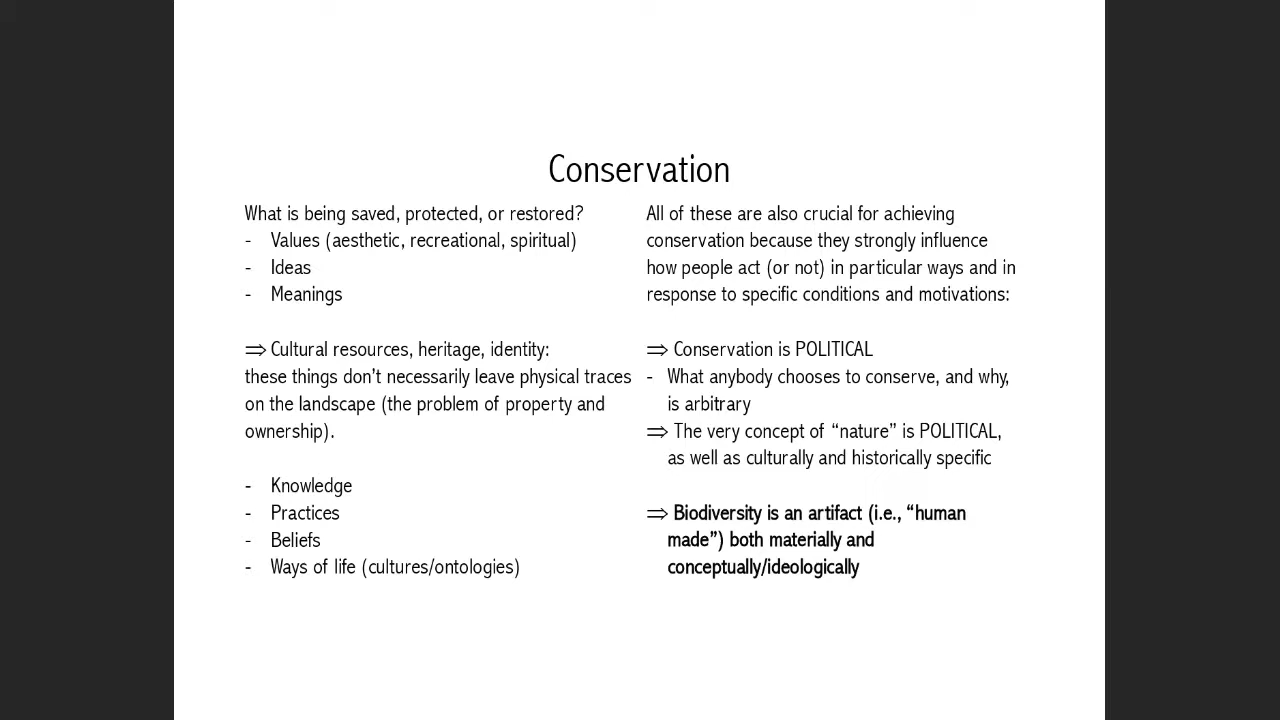 Conservation
What is being saved, protected, or restored?
- Values (aesthetic, recreational, spiritual)
- Ideas
- Meanings
⇒ Cultural resources, heritage, identity:
these things don't necessarily leave physical traces
on the landscape (the problem of property and
ownership).
- Knowledge
- Practices
- Beliefs
- Ways of life (cultures/ontologies)
All of these are also crucial for achieving
conservation because they strongly influence
how people act (or not) in particular ways and in
response to specific conditions and motivations:
⇒ Conservation is POLITICAL
- What anybody chooses to conserve, and why,
is arbitrary
⇒ The very concept of “nature” is POLITICAL,
as well as culturally and historically specific
⇒ Biodiversity is an artifact (i.e., “human
made”) both materially and
conceptually/ideologically